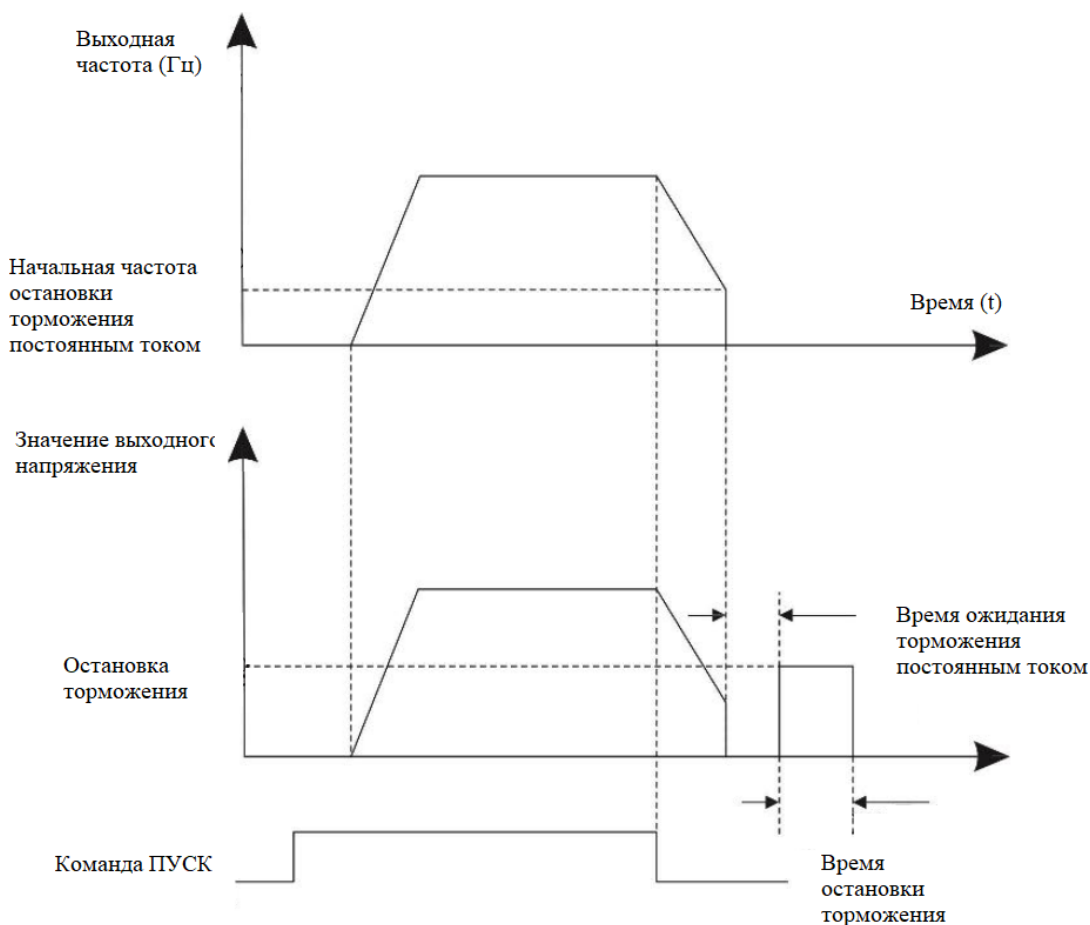 Выходная
частота (Гц)
Начальная частота
остановки
торможения
постоянным током
Время (t)
Значение выходного
напряжения
Время ожидания
торможения
постоянным током
Остановка
торможения
Команда ПУСК
Время
остановки
торможения